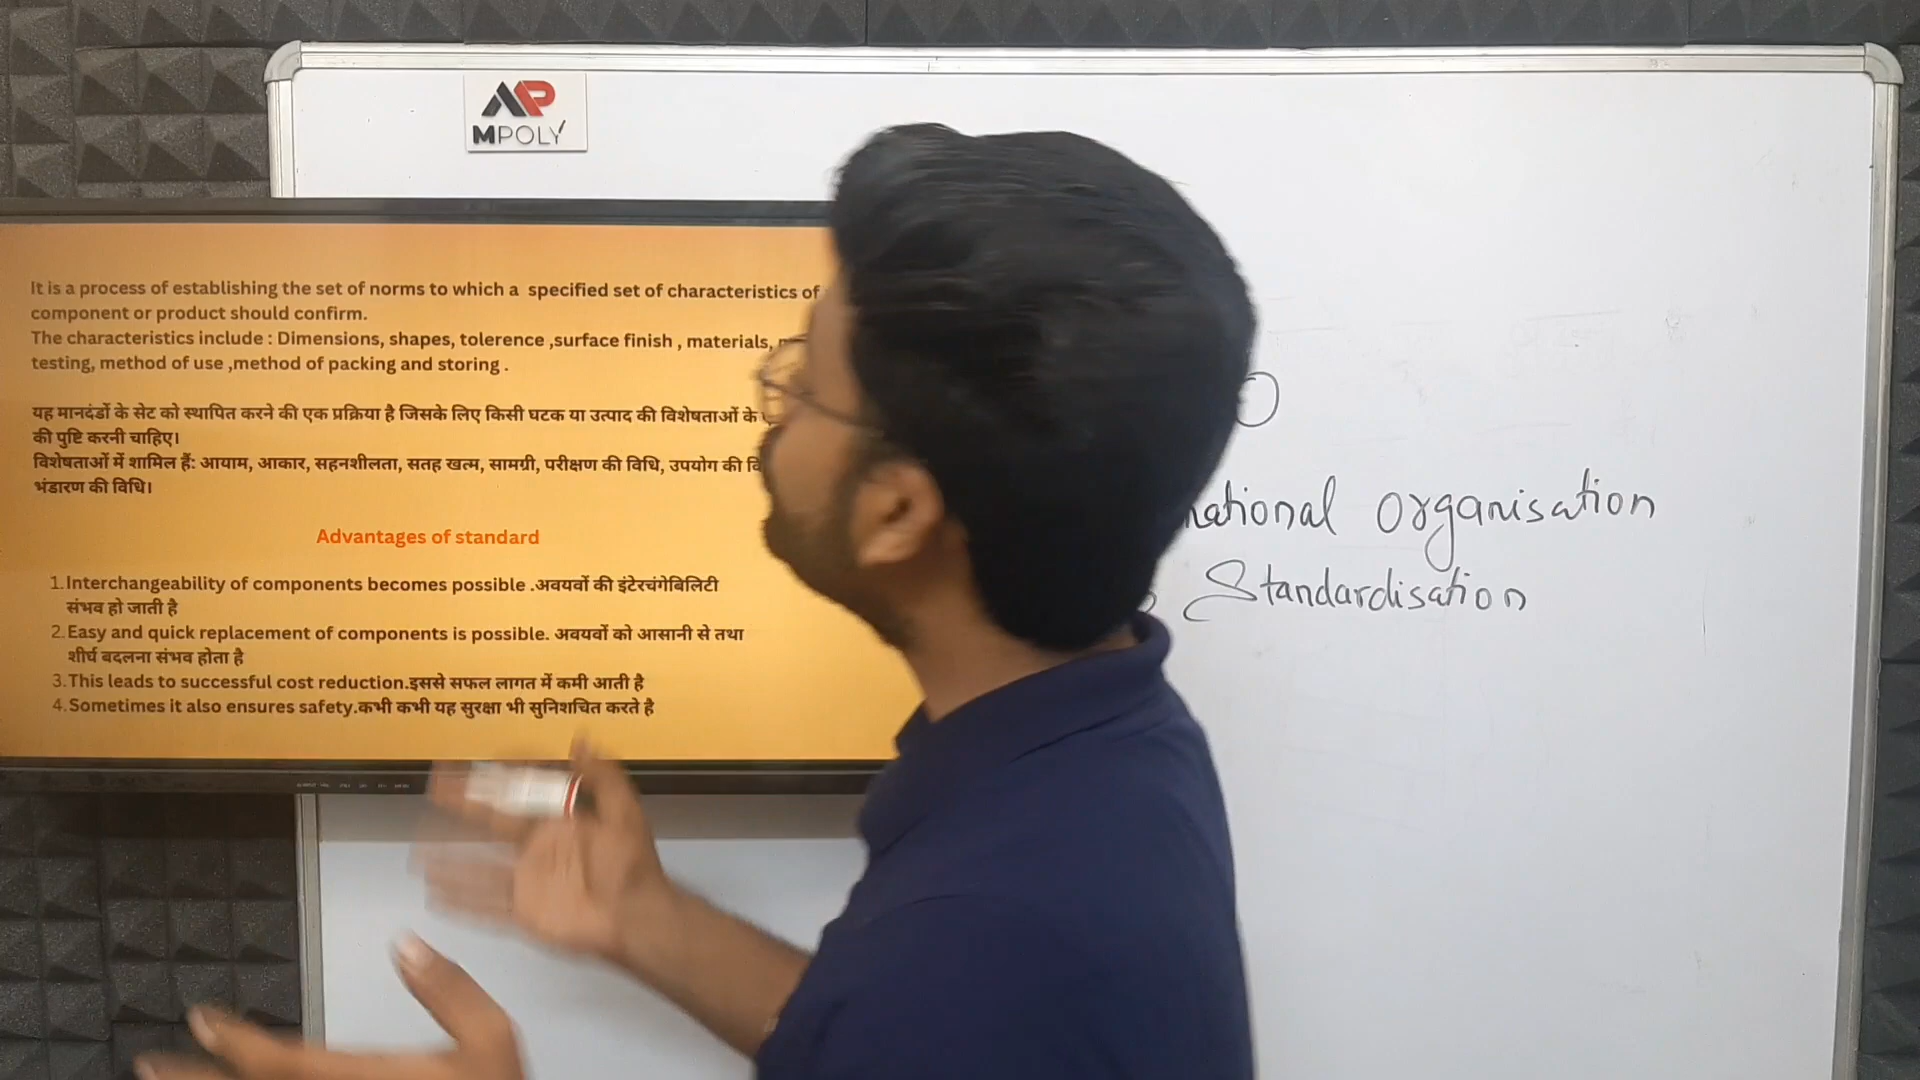 AP
MPOLY
It is a process of establishing the set of norms to which a specified set of characteristics of
component or product should confirm.
The characteristics include : Dimensions, shapes, tolerence ,surface finish , materials,
testing, method of use ,method of packing and storing .
यह मानदंडों के सेट को स्थापित करने की एक प्रक्रिया है जिसके लिए किसी घटक या उत्पाद की विशेषताओं के
की पुष्टि करनी चाहिए।
विशेषताओं में शामिल हैं: आयाम, आकार, सहनशीलता, सतह खत्म, सामग्री, परीक्षण की विधि, उपयोग की
भंडारण की विधि।
Advantages of standard
1.Interchangeability of components becomes possible .अवयवों की इंटेरचंगेबिलिटी
संभव हो जाती है
2.Easy and quick replacement of components is possible. अवयवों को आसानी से तथा
शीर्घ बदलना संभव होता है
3.This leads to successful cost reduction.इससे सफल लागत में कमी आती है
4.Sometimes it also ensures safety.कभी कभी यह सुरक्षा भी सुनिशचित करते है
O
national organisation
Standardisation